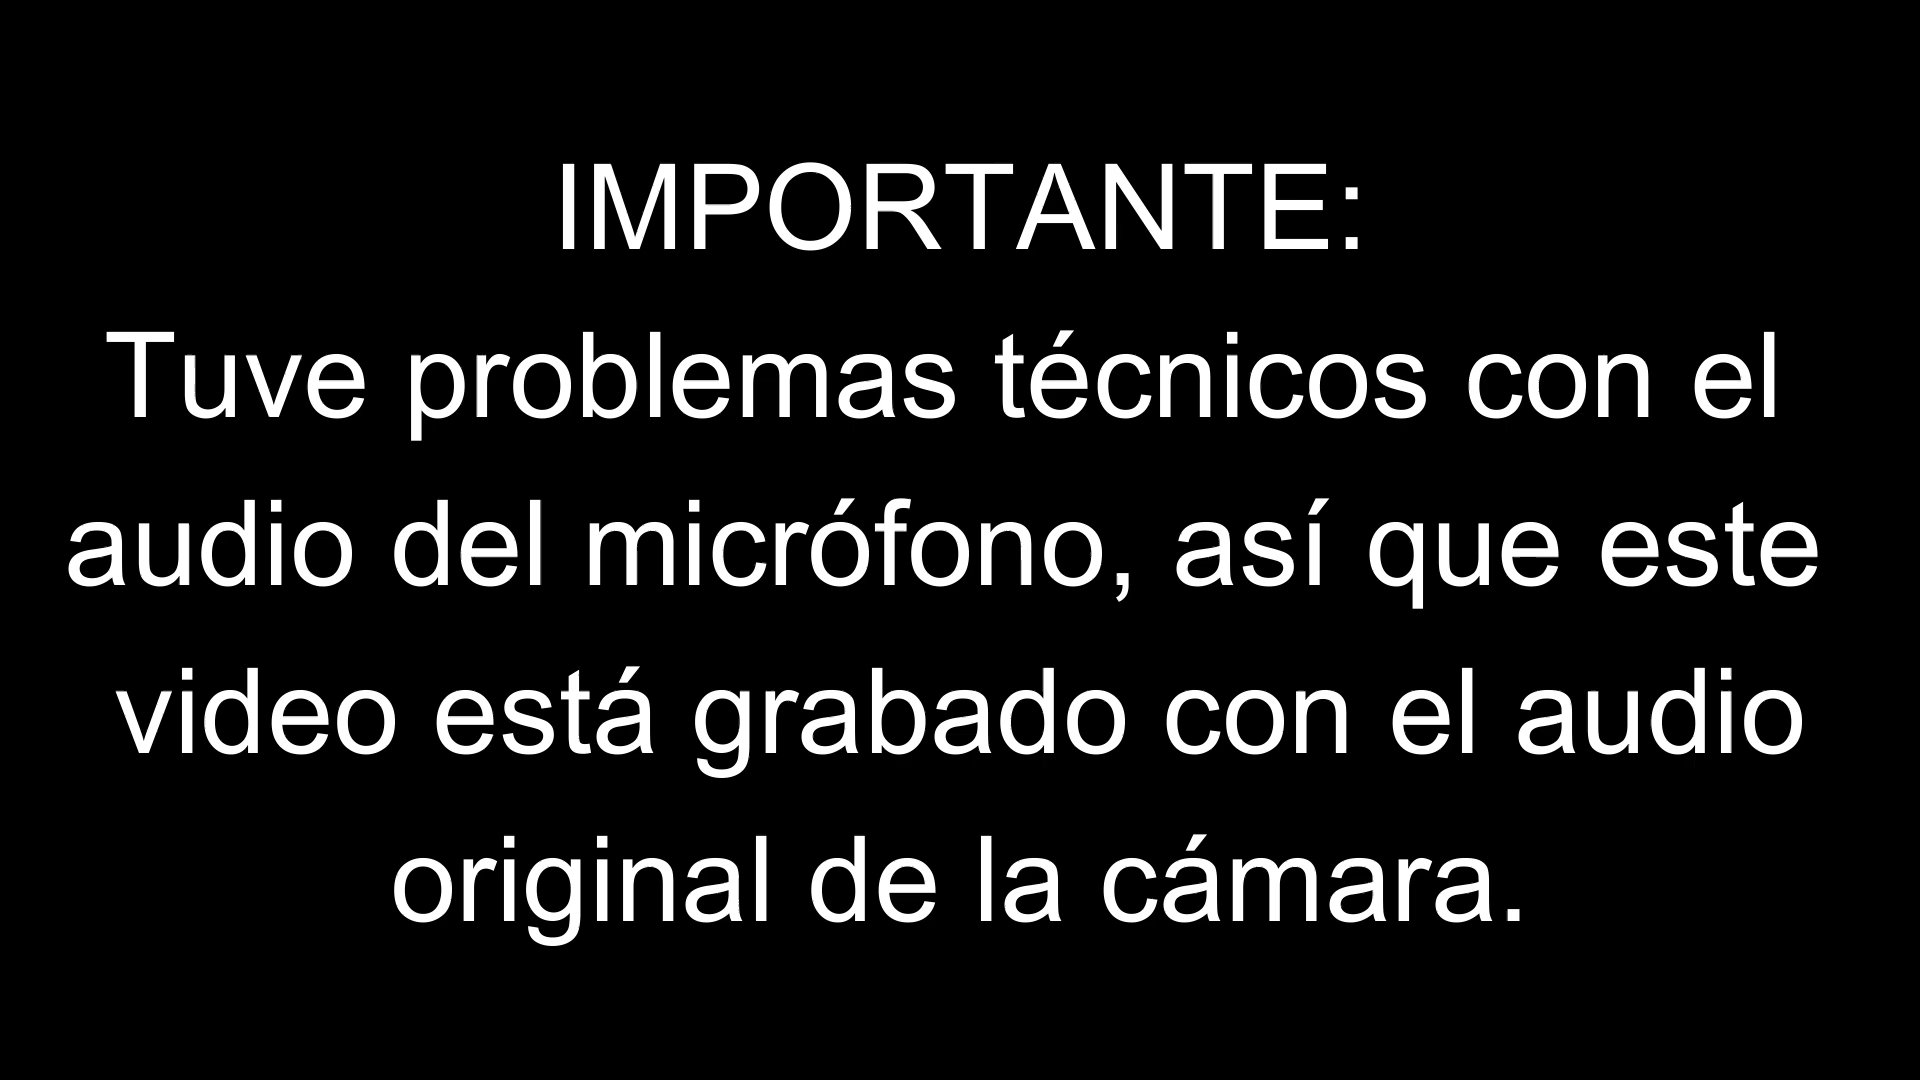 IMPORTANTE:
Tuve problemas técnicos con el
audio del micrófono, así que este
video está grabado con el audio
original de la cámara.